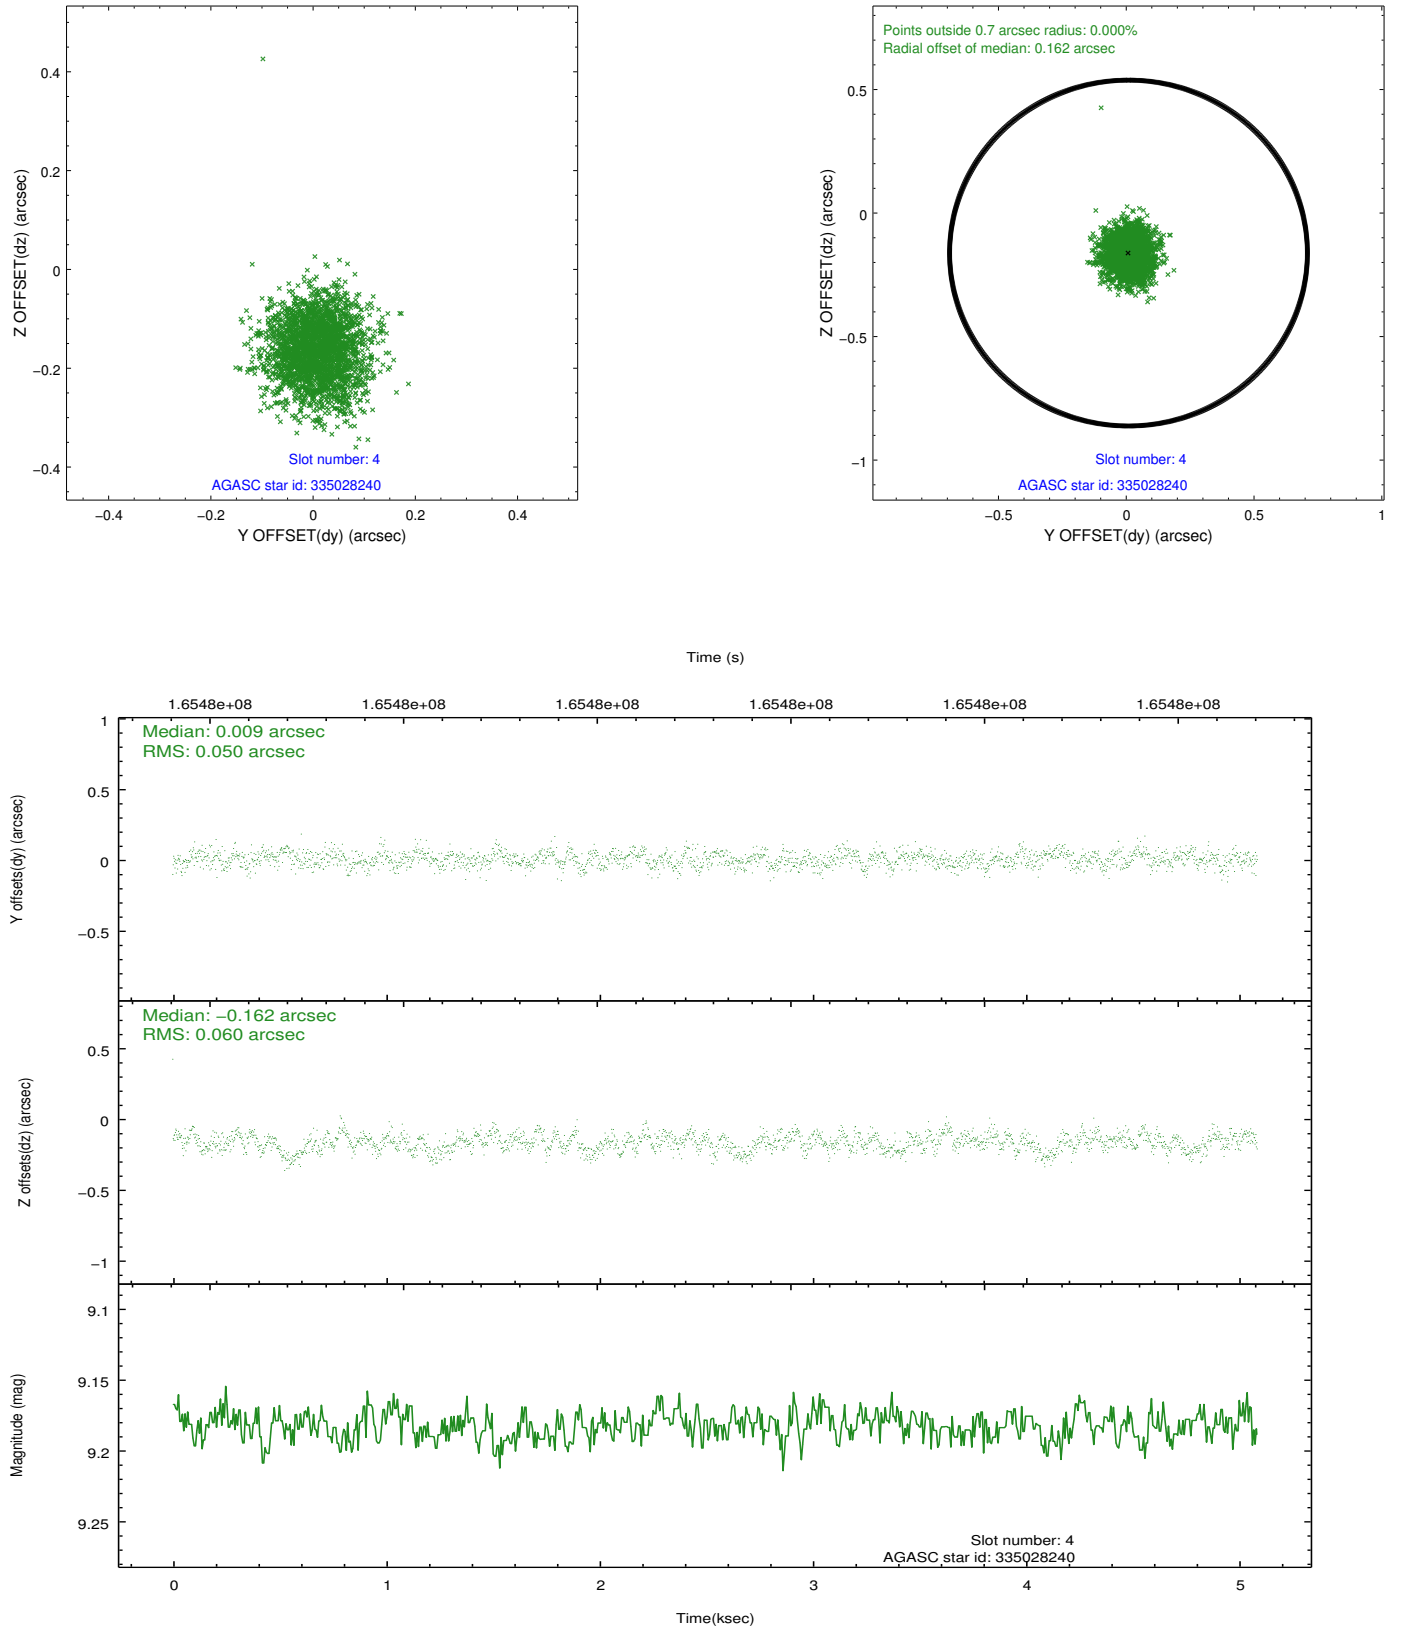 0.4
0.2
0
−0.2
−0.4
Z OFFSET(dz) (arcsec)
Slot number: 4
AGASC star id: 335028240
−0.4 −0.2 0 0.2 0.4
Y OFFSET(dy) (arcsec)
Points outside 0.7 arcsec radius: 0.000%
Radial offset of median: 0.162 arcsec
0.5
0
−0.5
−1
Z OFFSET(dz) (arcsec)
Slot number: 4
AGASC star id: 335028240
−0.5 0 0.5 1
Y OFFSET(dy) (arcsec)
Time (s)
1.6548e+08 1.6548e+08 1.6548e+08 1.6548e+08 1.6548e+08 1.6548e+08
Median: 0.009 arcsec
RMS: 0.050 arcsec
1
0.5
0
−0.5
Y offsets(dy) (arcsec)
Median: −0.162 arcsec
RMS: 0.060 arcsec
0.5
0
−0.5
−1
Z offsets(dz) (arcsec)
9.1
9.15
9.2
9.25
Magnitude (mag)
Slot number: 4
AGASC star id: 335028240
0 1 2 3 4 5
Time(ksec)